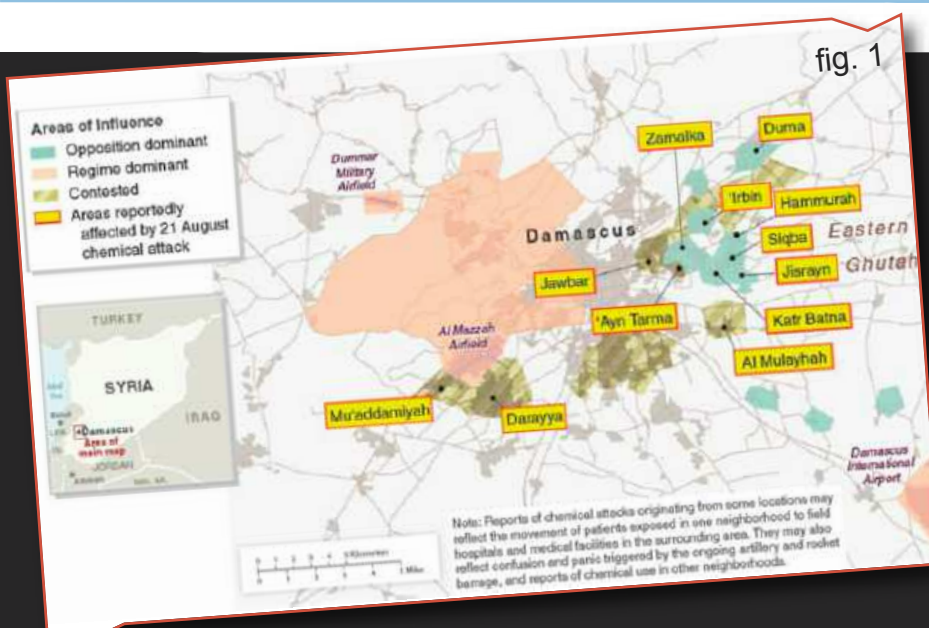 fig. 1
Areas of Influence
Opposition dominant
Regime dominant
Contested
Areas reportedly
affected by 21 August
chemical attack
Dummar
Military
Airfield
Zamalka
Duma
'Irbin
Hammurah
Damascus
Siqba
Eastern
Ghutah
Jisrayn
Jawbar
'Ayn Tarma
Kafr Batna
Al Mazzah
Airfield
Al Mulayhah
Mu'addamiyah
Darayya
Damascus
International
Airport
TURKEY
SYRIA
IRAQ
Damascus
Area of
main map
JORDAN
Note: Reports of chemical attacks originating from some locations may
reflect the movement of patients exposed in one neighborhood to field
hospitals and medical facilities in the surrounding area. They may also
reflect confusion and panic triggered by the ongoing artillery and rocket
barrage, and reports of chemical use in other neighborhoods.